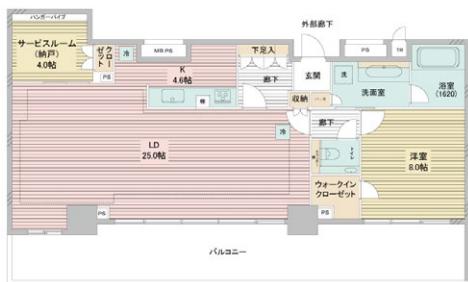 ハンガーパイプ
サービスルーム
(納戸)
4.0帖
クロー
ゼット
冷
PS
MB.PS
K
4.6帖
下足入
廊下
外部廊下
玄関
PS
洗
洗面室
浴室
(1620)
収納
廊下
冷
LD
25.0帖
トイレ
ウォークイン
クローゼット
洋室
8.0帖
PS
PS
バルコニー